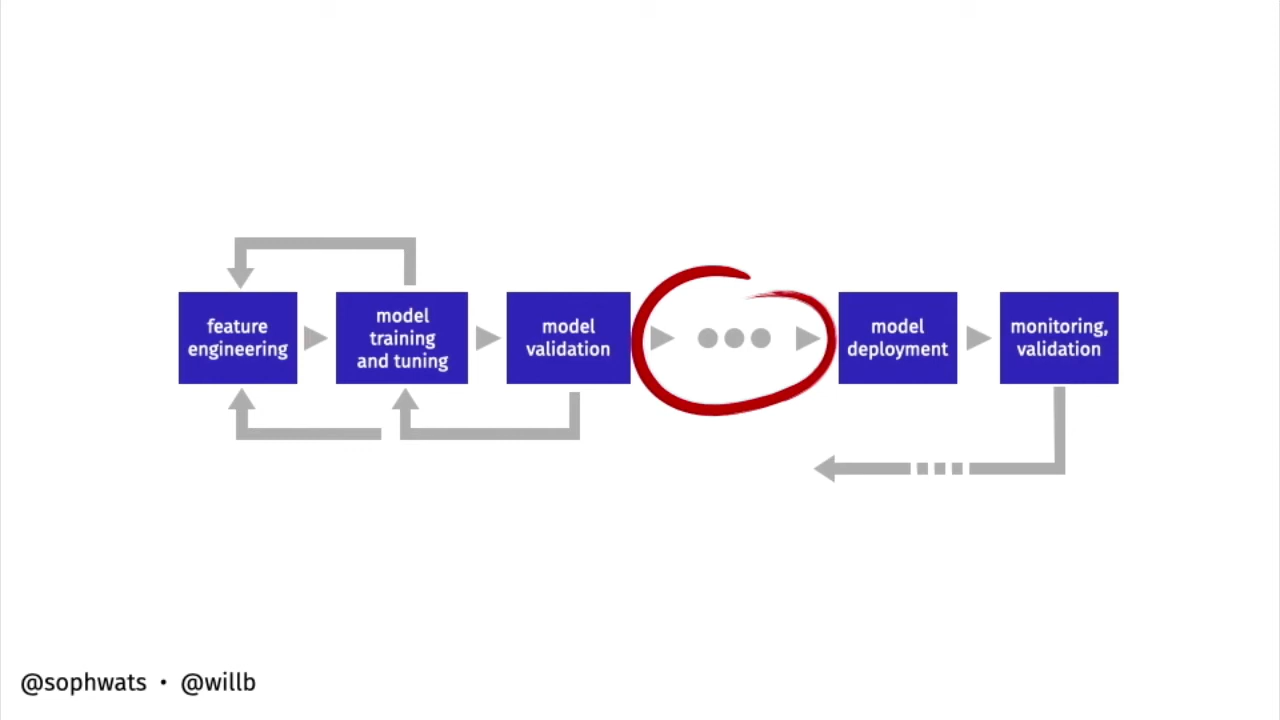 feature
engineering
model
training
and tuning
model
validation
model
deployment
monitoring,
validation
@sophwats • @willb